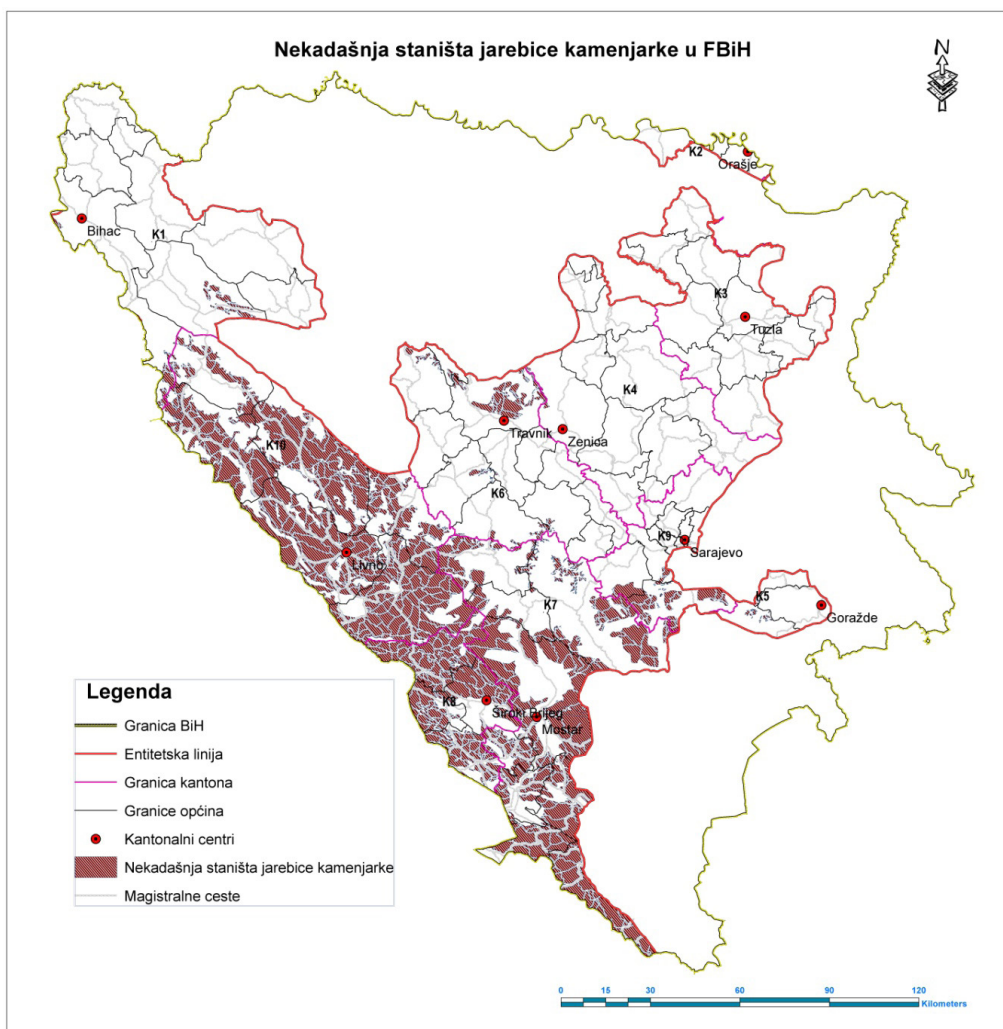 Nekadašnja staništa jarebice kamenjarke u FBiH
N
K2
Orašje
Bihac
K1
K3
Tuzla
K4
Travnik
Zenica
K10
K6
K9
Sarajevo
Livno
K5
Goražde
K7
K8
Široki Brijeg
Mostar
Legenda
Granica BiH
Entitetska linija
Granica kantona
Granice općina
Kantonalni centri
Nekadašnja staništa jarebice kamenjarke
Magistralne ceste
0 15 30 60 90 120
Kilometers